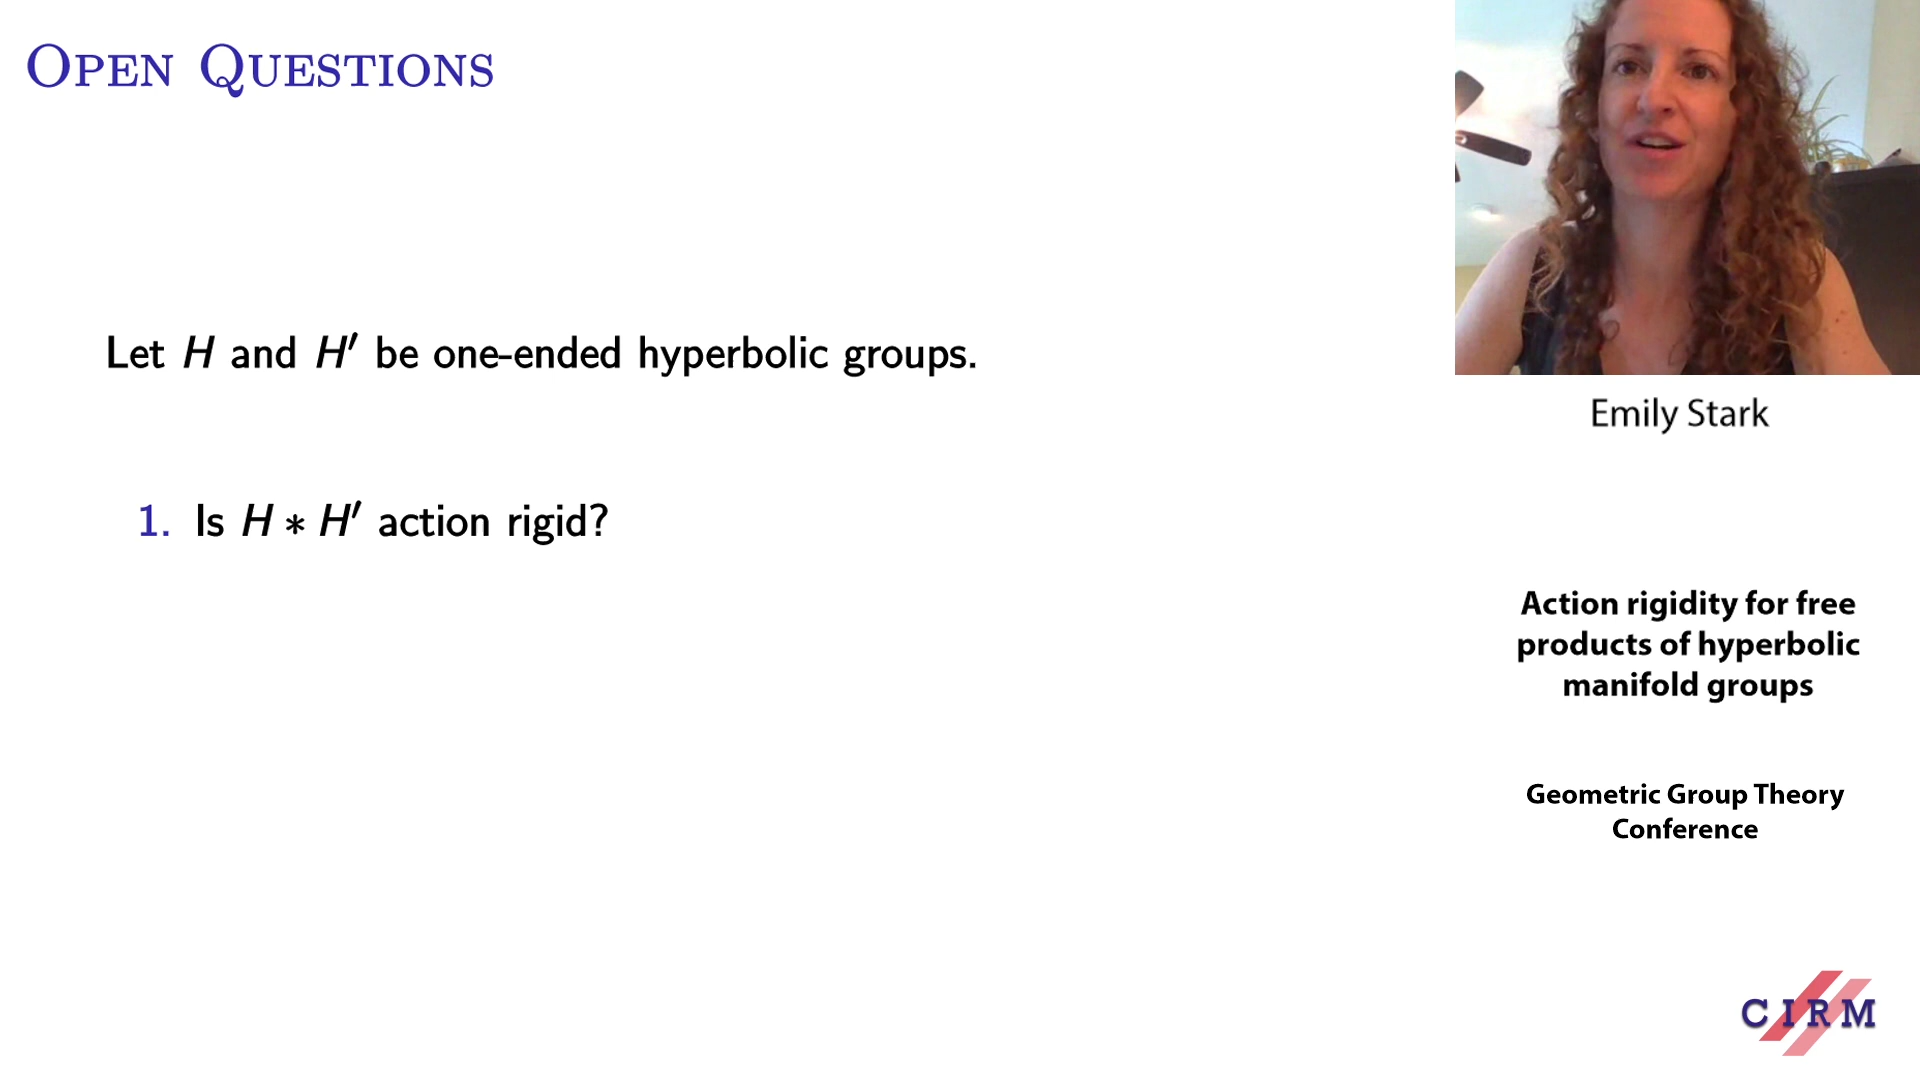 Open Questions
Let H and H′ be one-ended hyperbolic groups.
1. Is H ∗ H′ action rigid?
Emily Stark
Action rigidity for free
products of hyperbolic
manifold groups
Geometric Group Theory
Conference
CIRM